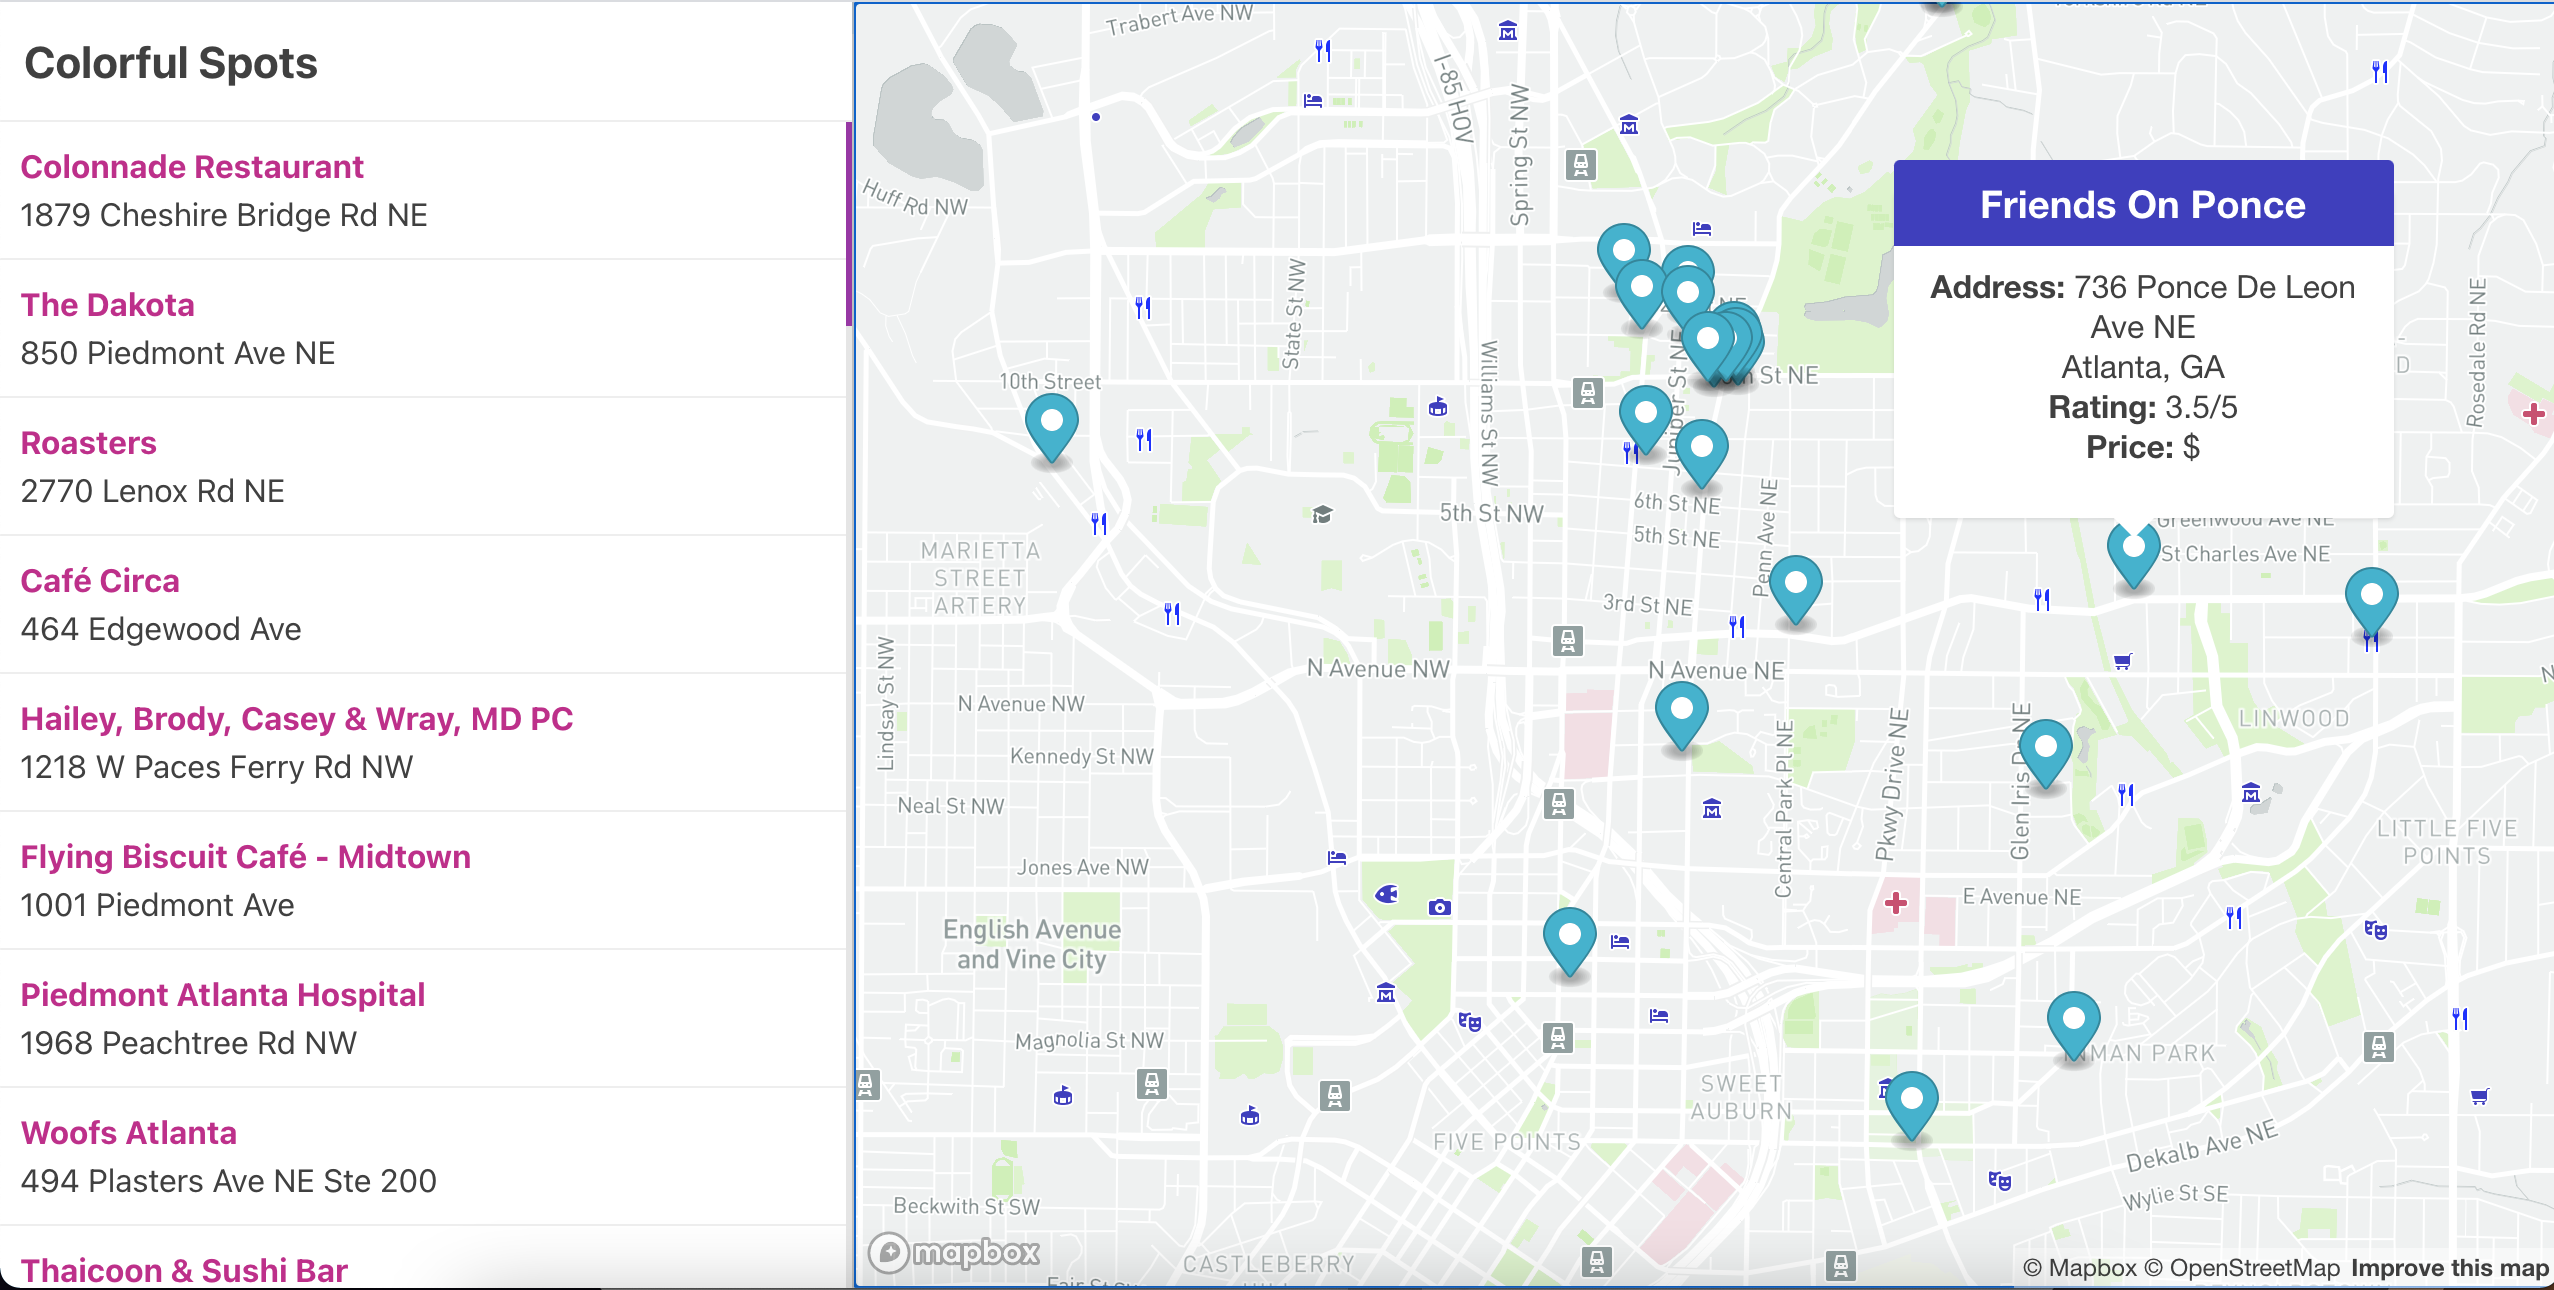 Colorful Spots
Colonnade Restaurant
1879 Cheshire Bridge Rd NE
The Dakota
850 Piedmont Ave NE
Roasters
2770 Lenox Rd NE
Café Circa
464 Edgewood Ave
Hailey, Brody, Casey & Wray, MD PC
1218 W Paces Ferry Rd NW
Flying Biscuit Café - Midtown
1001 Piedmont Ave
Piedmont Atlanta Hospital
1968 Peachtree Rd NW
Woofs Atlanta
494 Plasters Ave NE Ste 200
Thaicoon & Sushi Bar
Trabert Ave NW
I-85 HOV
Spring St NW
Huff Rd NW
State St NW
Williams St NW
10th Street
Juniper St NE
St NE
Friends On Ponce
Address: 736 Ponce De Leon
Ave NE
Atlanta, GA
Rating: 3.5/5
Price: $
Rosedale Rd NE
Greenwood Ave NE
St Charles Ave NE
5th St NW
6th St NE
5th St NE
Penn Ave NE
3rd St NE
MARIETTA
STREET
ARTERY
Lindsay St NW
N Avenue NW
N Avenue NE
N Avenue NW
Kennedy St NW
Neal St NW
Jones Ave NW
Central Park Pl NE
Pkwy Drive NE
Glen Iris Dr NE
LINWOOD
LITTLE FIVE
POINTS
E Avenue NE
English Avenue
and Vine City
Magnolia St NW
SWEET
AUBURN
INMAN PARK
FIVE POINTS
Dekalb Ave NE
Wylie St SE
Beckwith St SW
CASTLEBERRY
mapbox
© Mapbox © OpenStreetMap Improve this map